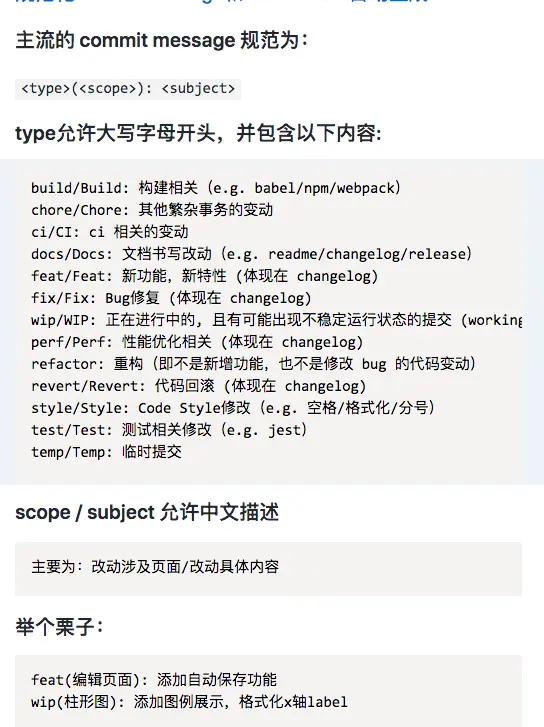 主流的 commit message 规范为：
<type>(<scope>): <subject>
type允许大写字母开头，并包含以下内容:
build/Build: 构建相关（e.g. babel/npm/webpack）
chore/Chore: 其他繁杂事务的变动
ci/CI: ci 相关的变动
docs/Docs: 文档书写改动（e.g. readme/changelog/release）
feat/Feat: 新功能，新特性 (体现在 changelog)
fix/Fix: Bug修复 (体现在 changelog)
wip/WIP: 正在进行中的, 且有可能出现不稳定运行状态的提交 (working
perf/Perf: 性能优化相关 (体现在 changelog)
refactor: 重构（即不是新增功能，也不是修改 bug 的代码变动）
revert/Revert: 代码回滚 (体现在 changelog)
style/Style: Code Style修改（e.g. 空格/格式化/分号）
test/Test: 测试相关修改（e.g. jest）
temp/Temp: 临时提交
scope / subject 允许中文描述
主要为: 改动涉及页面/改动具体内容
举个栗子：
feat(编辑页面): 添加自动保存功能
wip(柱形图): 添加图例展示, 格式化x轴label